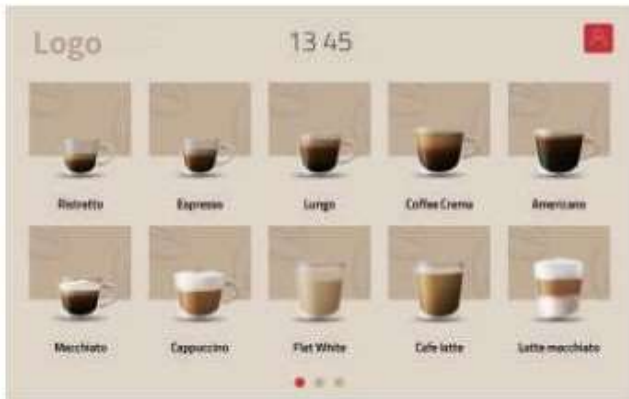 Logo
13 45
Ristretto Espresso Lungo Coffee Crema Americano
Macchiato Cappuccino Flat White Cafe latte Latte macchiato